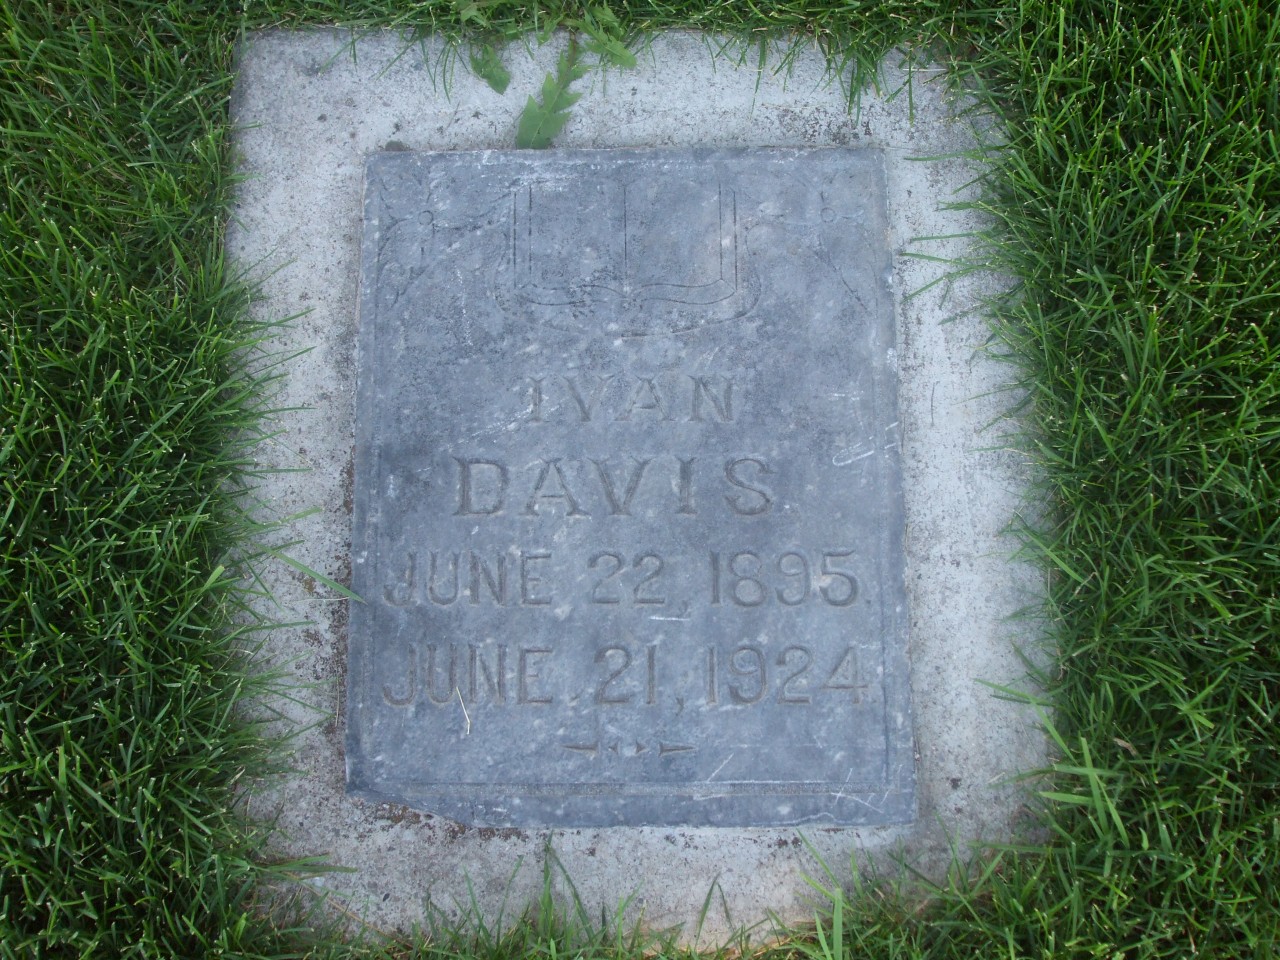 IVAN
DAVIS.
JUNE 22, 1895.
JUNE. 21, 1924.